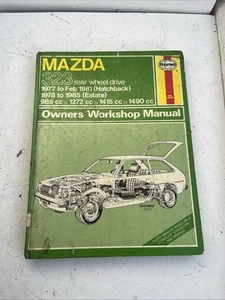 MAZDA
Haynes
323 rear wheel drive
1977 to Feb 1981 (Hatchback)
1978 to 1985 (Estate)
985 cc □ 1272 cc □ 1415 cc □ 1490 cc
Owners Workshop Manual